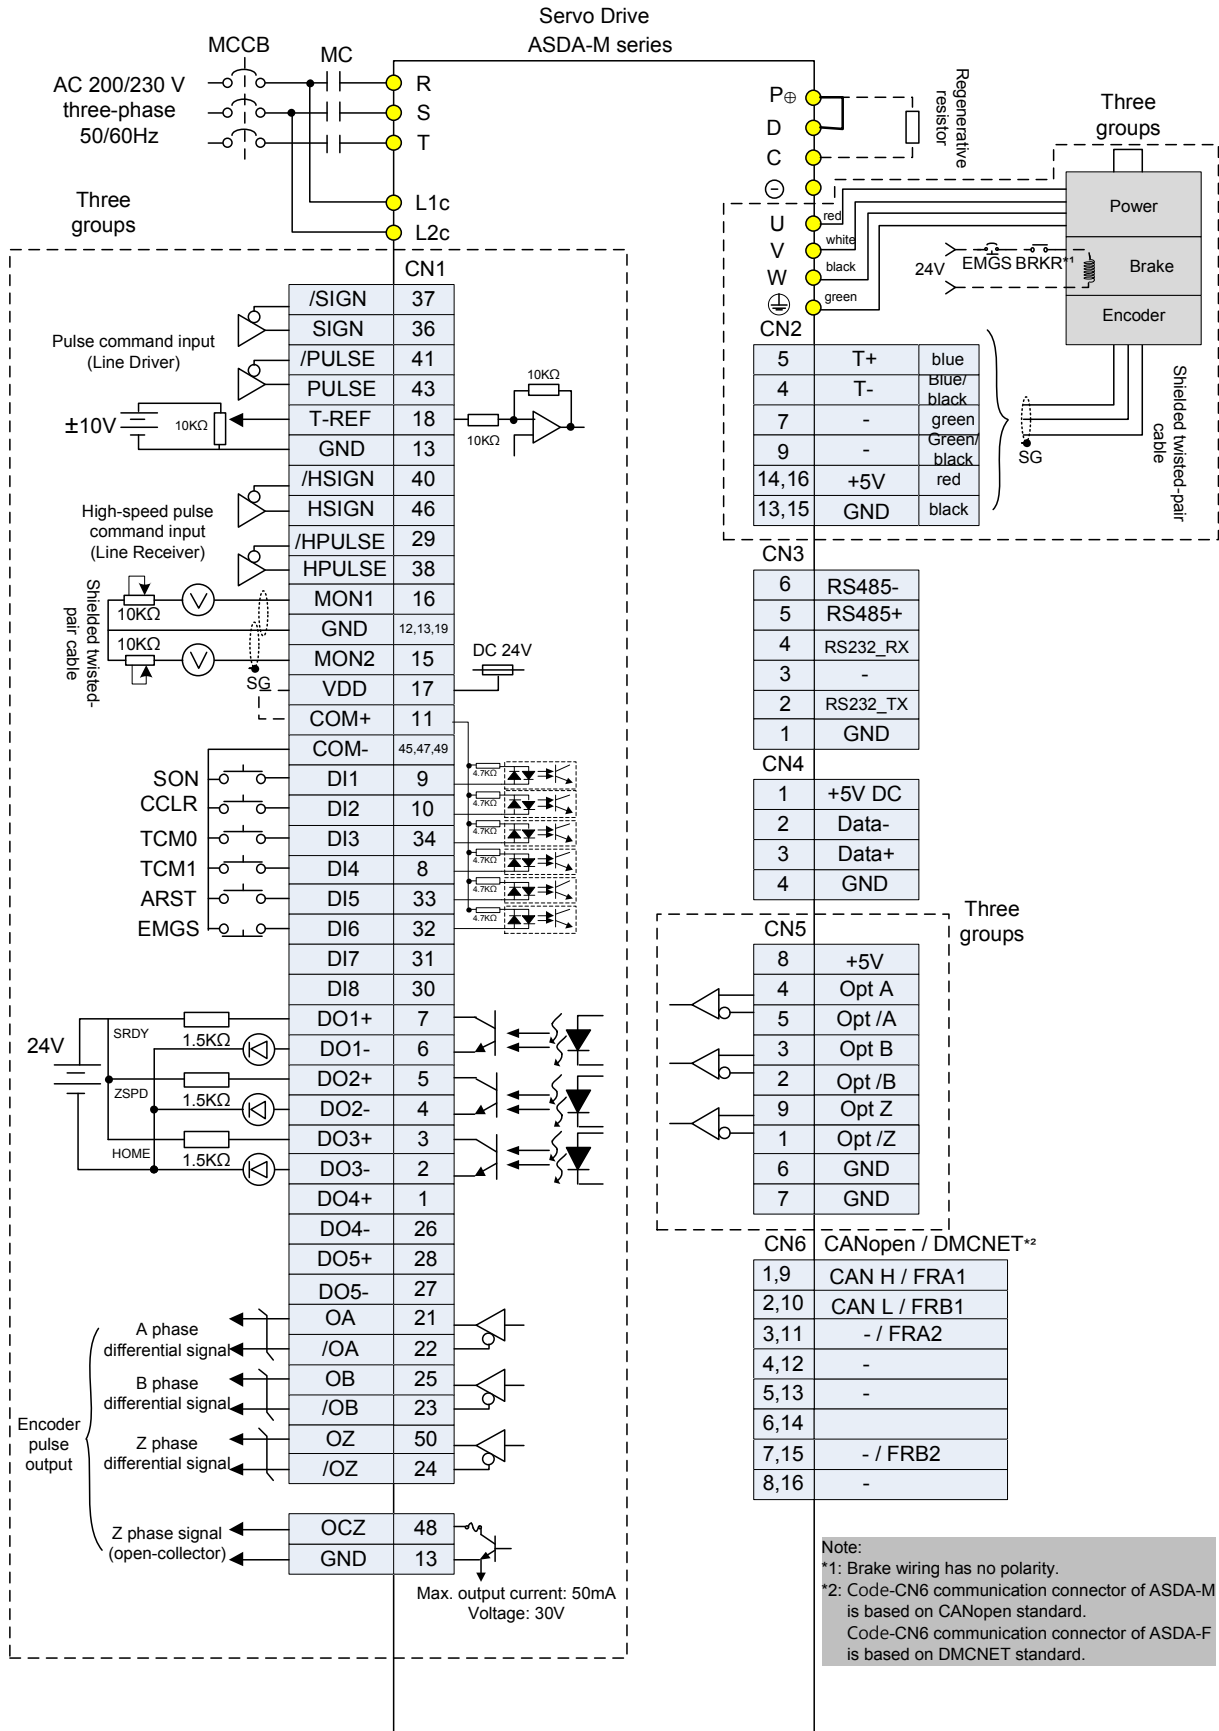 Servo Drive
ASDA-M series
MCCB
MC
AC 200/230 V
three-phase
50/60Hz
R
S
T
L1c
L2c
Three
groups
CN1
/SIGN 37
SIGN 36
/PULSE 41
PULSE 43
T-REF 18
GND 13
/HSIGN 40
HSIGN 46
/HPULSE 29
HPULSE 38
MON1 16
GND 12,13,19
MON2 15
VDD 17
COM+ 11
COM- 45,47,49
DI1 9
DI2 10
DI3 34
DI4 8
DI5 33
DI6 32
DI7 31
DI8 30
DO1+ 7
DO1- 6
DO2+ 5
DO2- 4
DO3+ 3
DO3- 2
DO4+ 1
DO4- 26
DO5+ 28
DO5- 27
OA 21
/OA 22
OB 25
/OB 23
OZ 50
/OZ 24
OCZ 48
GND 13
Pulse command input
(Line Driver)
±10V
10KΩ
10KΩ
10KΩ
High-speed pulse
command input
(Line Receiver)
Shielded twisted-
pair cable
10KΩ
V
10KΩ
V
SG
DC 24V
SON
CCLR
TCM0
TCM1
ARST
EMGS
4.7KΩ
4.7KΩ
4.7KΩ
4.7KΩ
4.7KΩ
4.7KΩ
24V
SRDY
1.5KΩ
ZSPD
1.5KΩ
HOME
1.5KΩ
Encoder
pulse
output
A phase
differential signal
B phase
differential signal
Z phase
differential signal
Z phase signal
(open-collector)
Max. output current: 50mA
Voltage: 30V
P⊕
D
C
⊖
U
V
W
red
white
black
green
Regenerative
resistor
Three
groups
Power
Brake
Encoder
24V
EMGS BRKR*1
Shielded twisted-pair
cable
SG
CN2
5 T+ blue
4 T- Blue/
black
7 - green
9 - Green/
black
14,16 +5V red
13,15 GND black
CN3
6 RS485-
5 RS485+
4 RS232_RX
3 -
2 RS232_TX
1 GND
CN4
1 +5V DC
2 Data-
3 Data+
4 GND
Three
groups
CN5
8 +5V
4 Opt A
5 Opt /A
3 Opt B
2 Opt /B
9 Opt Z
1 Opt /Z
6 GND
7 GND
CN6 CANopen / DMCNET*2
1,9 CAN H / FRA1
2,10 CAN L / FRB1
3,11 - / FRA2
4,12 -
5,13 -
6,14
7,15 - / FRB2
8,16 -
Note:
*1: Brake wiring has no polarity.
*2: Code-CN6 communication connector of ASDA-M
is based on CANopen standard.
Code-CN6 communication connector of ASDA-F
is based on DMCNET standard.